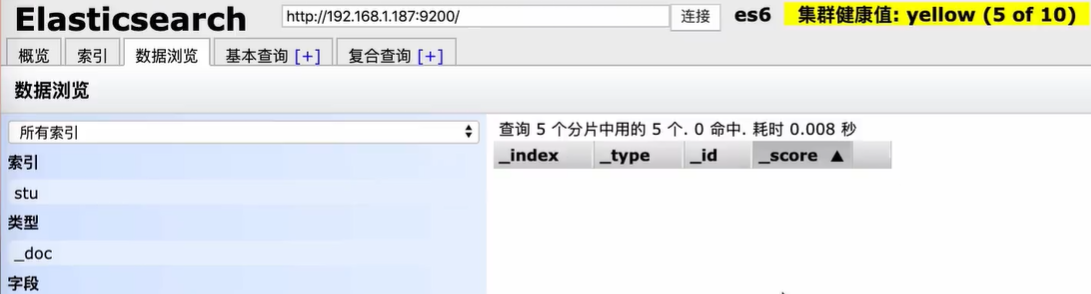 Elasticsearch http://192.168.1.187:9200/ 连接 es6 集群健康值: yellow (5 of 10)
概览 索引 数据浏览 基本查询 [+] 复合查询 [+]
数据浏览
所有索引
索引
stu
类型
_doc
字段
查询 5 个分片中用的 5 个. 0 命中. 耗时 0.008 秒
_index _type _id _score ▲